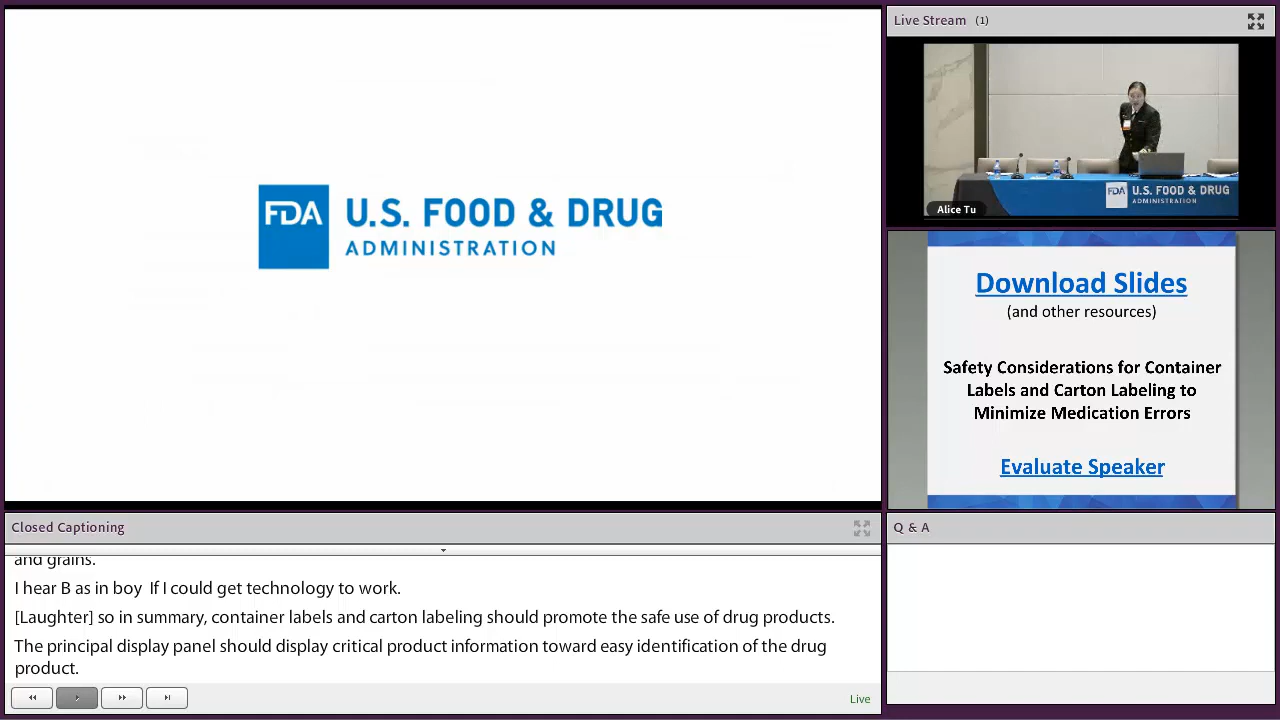 FDA
U.S. FOOD & DRUG
ADMINISTRATION
Live Stream (1)
FDA
U.S. FOOD & DRUG
ADMINISTRATION
Alice Tu
Download Slides
(and other resources)
Safety Considerations for Container
Labels and Carton Labeling to
Minimize Medication Errors
Evaluate Speaker
Closed Captioning
and grains.
I hear B as in boy  If I could get technology to work.
[Laughter] so in summary, container labels and carton labeling should promote the safe use of drug products.
The principal display panel should display critical product information toward easy identification of the drug
product.
Live
Q & A